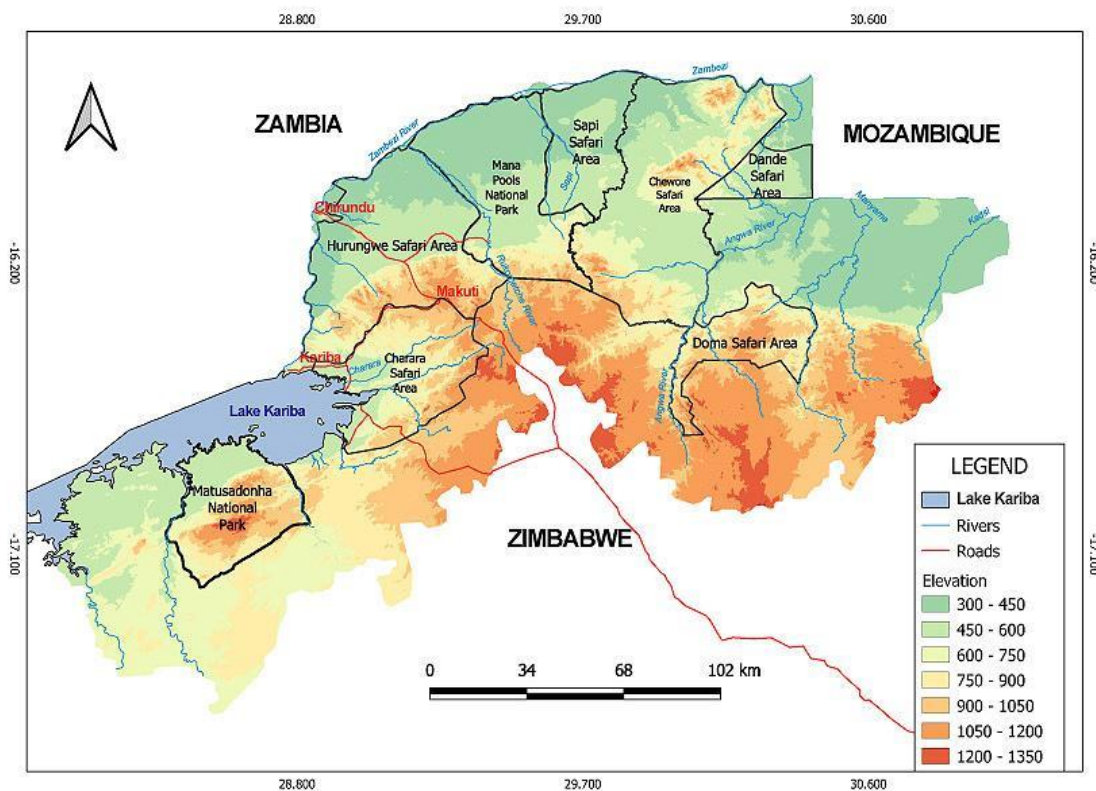 28.800 29.700 30.600
Zambezi
ZAMBIA
MOZAMBIQUE
Zambezi River
Sapi
Safari
Area
Mana
Pools
National
Park
Sapi
Dande
Safari
Area
Chewore
Safari
Area
Chirundu
Manyama
Kadsi
Angwa River
Hurungwe Safari Area
-16.200
-16.200
Makuti
Doma Safari Area
Kariba
Charara
Charara
Safari
Area
Angwa River
Lake Kariba
Matusadonha
National
Park
ZIMBABWE
-17.100
-17.100
LEGEND
Lake Kariba
Rivers
Roads
Elevation
300 - 450
450 - 600
600 - 750
750 - 900
900 - 1050
1050 - 1200
1200 - 1350
0 34 68 102 km
28.800 29.700 30.600